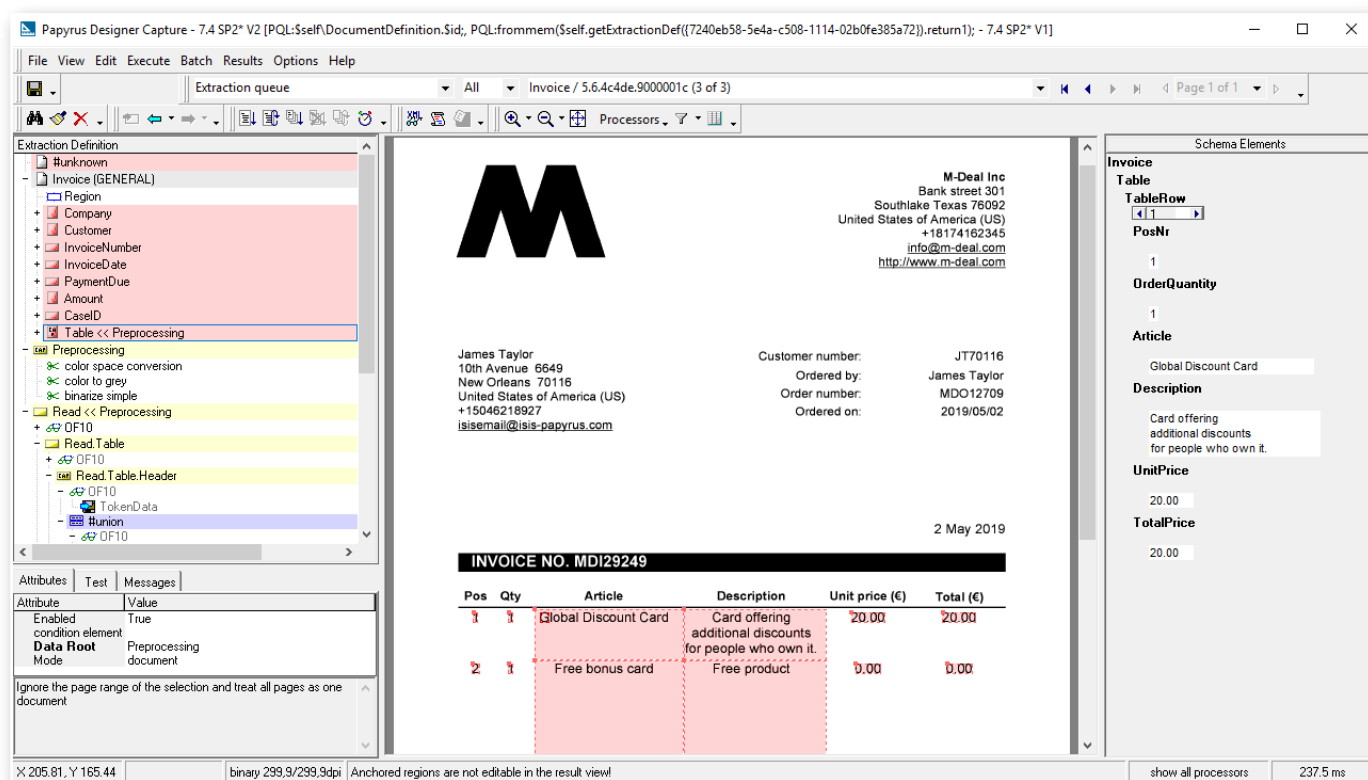 Papyrus Designer Capture - 7.4 SP2* V2 [PQL:$self\DocumentDefinition.$id;, PQL:frommem($self.getExtractionDef({7240eb58-5e4a-c508-1114-02b0fe385a72}).return1); - 7.4 SP2* V1]
File View Edit Execute Batch Results Options Help
Extraction queue All Invoice / 5.6.4c4de.9000001c (3 of 3) Page 1 of 1
Processors
Extraction Definition
#unknown
Invoice (GENERAL)
Region
Company
Customer
InvoiceNumber
InvoiceDate
PaymentDue
Amount
CaseID
Table << Preprocessing
Preprocessing
color space conversion
color to grey
binarize simple
Read << Preprocessing
OF10
Read.Table
OF10
Read.Table.Header
OF10
TokenData
#union
OF10
Attributes Test Messages
Attribute Value
Enabled True
condition element
Data Root Preprocessing
Mode document
Ignore the page range of the selection and treat all pages as one
document
M
M-Deal Inc
Bank street 301
Southlake Texas 76092
United States of America (US)
+18174162345
info@m-deal.com
http://www.m-deal.com
James Taylor
10th Avenue 6649
New Orleans 70116
United States of America (US)
+15046218927
isisemail@isis-papyrus.com
Customer number: JT70116
Ordered by: James Taylor
Order number: MDO12709
Ordered on: 2019/05/02
2 May 2019
INVOICE NO. MDI29249
Pos Qty Article Description Unit price (€) Total (€)
1 1 Global Discount Card Card offering 20.00 20.00
additional discounts
for people who own it.
2 1 Free bonus card Free product 0.00 0.00
Schema Elements
Invoice
Table
TableRow
1
PosNr
1
OrderQuantity
1
Article
Global Discount Card
Description
Card offering
additional discounts
for people who own it.
UnitPrice
20.00
TotalPrice
20.00
X 205.81, Y 165.44 binary 299,9/299,9dpi Anchored regions are not editable in the result view! show all processors 237.5 ms